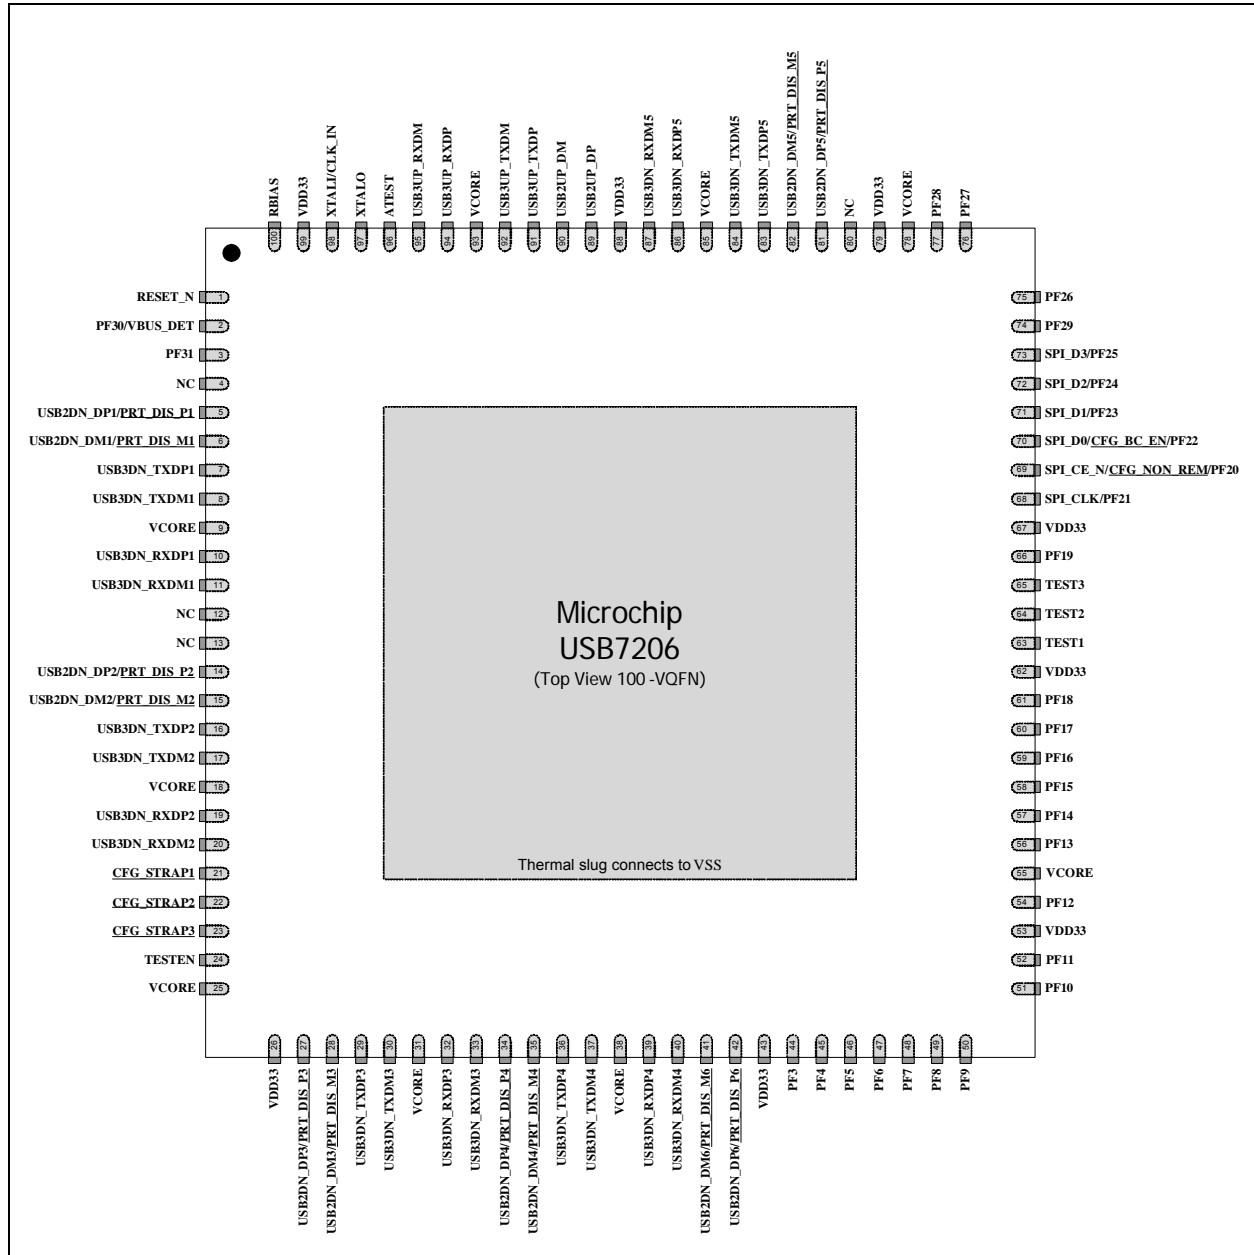 RBIAS
VDD33
XTALI/CLK_IN
XTALO
ATEST
USB3UP_RXDM
USB3UP_RXDP
VCORE
USB3UP_TXDM
USB3UP_TXDP
USB2UP_DM
USB2UP_DP
VDD33
USB3DN_RXDM5
USB3DN_RXDP5
VCORE
USB3DN_TXDM5
USB3DN_TXDP5
USB2DN_DM5/PRT_DIS_M5
USB2DN_DP5/PRT_DIS_P5
NC
VDD33
VCORE
PF28
PF27
100
99
98
97
96
95
94
93
92
91
90
89
88
87
86
85
84
83
82
81
80
79
78
77
76
RESET_N 1
PF30/VBUS_DET 2
PF31 3
NC 4
USB2DN_DP1/PRT_DIS_P1 5
USB2DN_DM1/PRT_DIS_M1 6
USB3DN_TXDP1 7
USB3DN_TXDM1 8
VCORE 9
USB3DN_RXDP1 10
USB3DN_RXDM1 11
NC 12
NC 13
USB2DN_DP2/PRT_DIS_P2 14
USB2DN_DM2/PRT_DIS_M2 15
USB3DN_TXDP2 16
USB3DN_TXDM2 17
VCORE 18
USB3DN_RXDP2 19
USB3DN_RXDM2 20
CFG_STRAP1 21
CFG_STRAP2 22
CFG_STRAP3 23
TESTEN 24
VCORE 25
Microchip
USB7206
(Top View 100 -VQFN)
Thermal slug connects to VSS
75 PF26
74 PF29
73 SPI_D3/PF25
72 SPI_D2/PF24
71 SPI_D1/PF23
70 SPI_D0/CFG_BC_EN/PF22
69 SPI_CE_N/CFG_NON_REM/PF20
68 SPI_CLK/PF21
67 VDD33
66 PF19
65 TEST3
64 TEST2
63 TEST1
62 VDD33
61 PF18
60 PF17
59 PF16
58 PF15
57 PF14
56 PF13
55 VCORE
54 PF12
53 VDD33
52 PF11
51 PF10
26
27
28
29
30
31
32
33
34
35
36
37
38
39
40
41
42
43
44
45
46
47
48
49
50
VDD33
USB2DN_DP3/PRT_DIS_P3
USB2DN_DM3/PRT_DIS_M3
USB3DN_TXDP3
USB3DN_TXDM3
VCORE
USB3DN_RXDP3
USB3DN_RXDM3
USB2DN_DP4/PRT_DIS_P4
USB2DN_DM4/PRT_DIS_M4
USB3DN_TXDP4
USB3DN_TXDM4
VCORE
USB3DN_RXDP4
USB3DN_RXDM4
USB2DN_DM6/PRT_DIS_M6
USB2DN_DP6/PRT_DIS_P6
VDD33
PF3
PF4
PF5
PF6
PF7
PF8
PF9